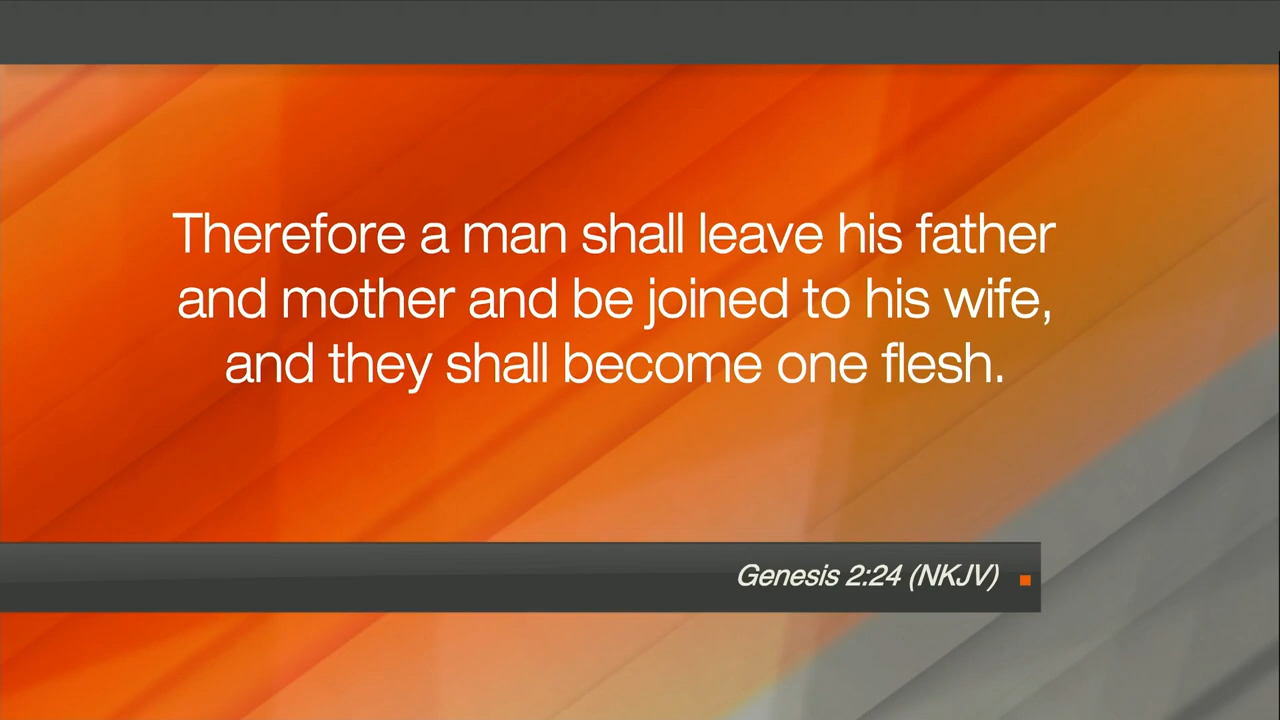 Therefore a man shall leave his father
and mother and be joined to his wife,
and they shall become one flesh.
Genesis 2:24 (NKJV)